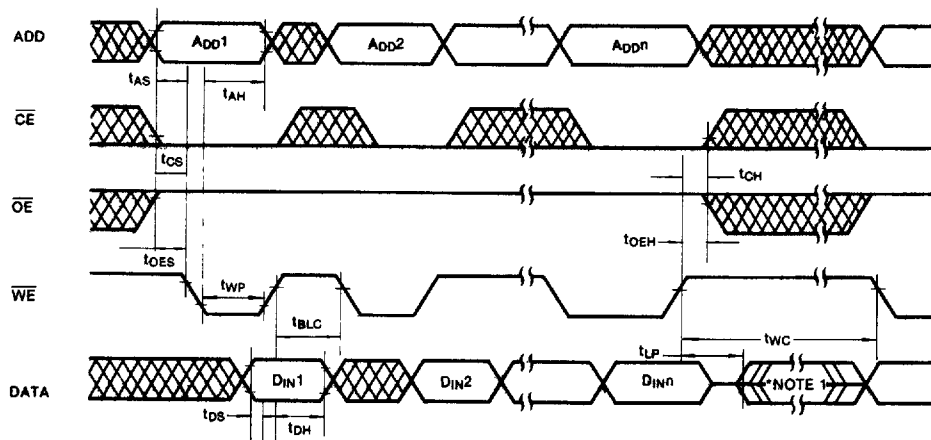 ADD
ADD1
ADD2
ADDn
tAS
tAH
CE
tCS
tCH
OE
tOES
tOEH
WE
tWP
tBLC
tWC
tLP
DATA
DIN1
DIN2
DINn
*NOTE 1
tDS
tDH